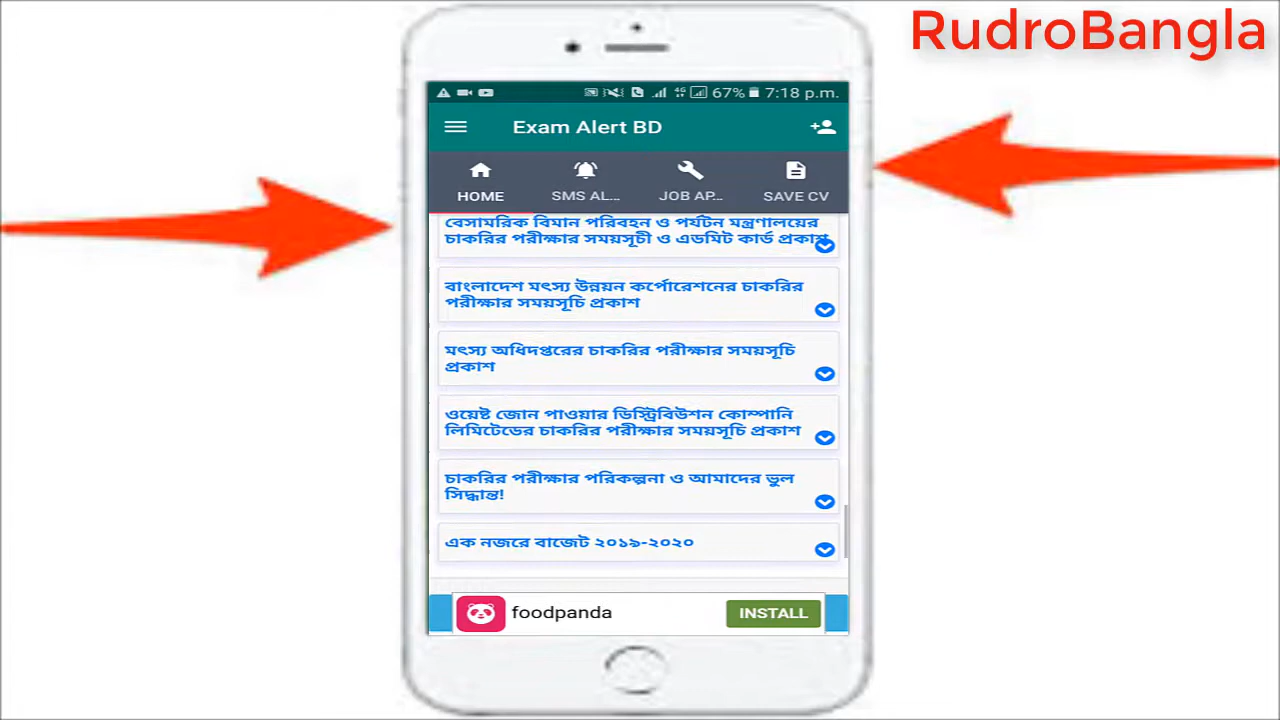 RudroBangla
67% 7:18 p.m.
Exam Alert BD
HOME SMS AL... JOB AP... SAVE CV
বেসামরিক বিমান পরিবহন ও পর্যটন মন্ত্রণালয়ের
চাকরির পরীক্ষার সময়সূচী ও এডমিট কার্ড প্রকাশ
বাংলাদেশ মৎস্য উন্নয়ন কর্পোরেশনের চাকরির
পরীক্ষার সময়সূচি প্রকাশ
মৎস্য অধিদপ্তরের চাকরির পরীক্ষার সময়সূচি
প্রকাশ
ওয়েষ্ট জোন পাওয়ার ডিস্ট্রিবিউশন কোম্পানি
লিমিটেডের চাকরির পরীক্ষার সময়সূচি প্রকাশ
চাকরির পরীক্ষার পরিকল্পনা ও আমাদের ভুল
সিদ্ধান্ত!
এক নজরে বাজেট ২০১৯-২০২০
foodpanda INSTALL